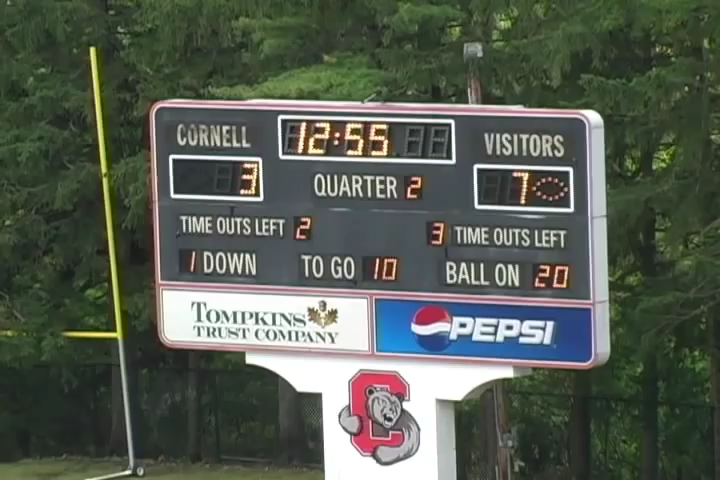 CORNELL 12:55 VISITORS
3 QUARTER 2 7
TIME OUTS LEFT 2 3 TIME OUTS LEFT
1 DOWN TO GO 10 BALL ON 20
TOMPKINS
TRUST COMPANY
PEPSI
C